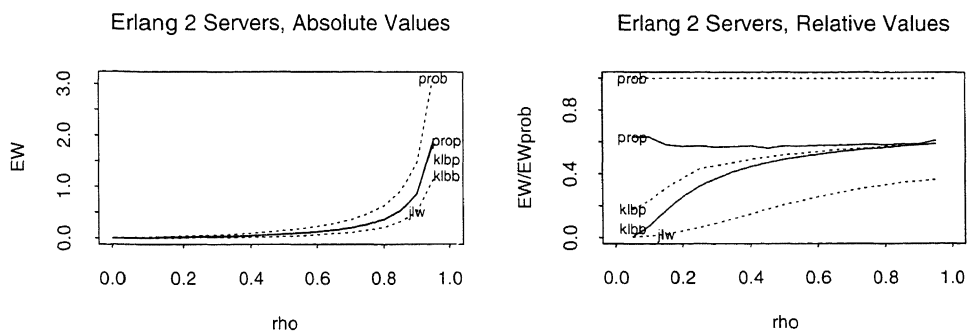 Erlang 2 Servers, Absolute Values
EW
3.0
2.0
1.0
0.0
prob
prop
klbp
klbb
jlw
0.0 0.2 0.4 0.6 0.8 1.0
rho
Erlang 2 Servers, Relative Values
EW/EWprob
0.8
0.4
0.0
prob
prop
klbp
klbb
jlw
0.0 0.2 0.4 0.6 0.8 1.0
rho